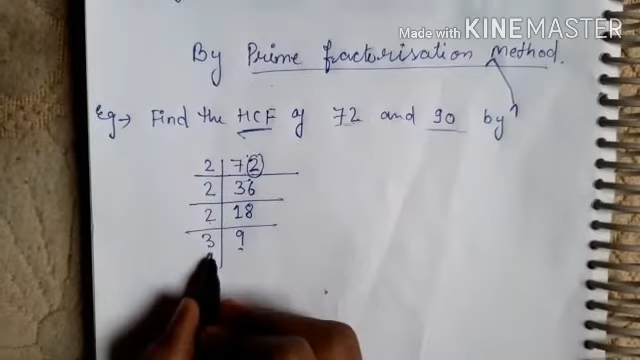 Made with KINEMASTER
By Prime factorisation Method.
Eg→ Find the HCF of 72 and 90 by
2 72
2 36
2 18
3 9